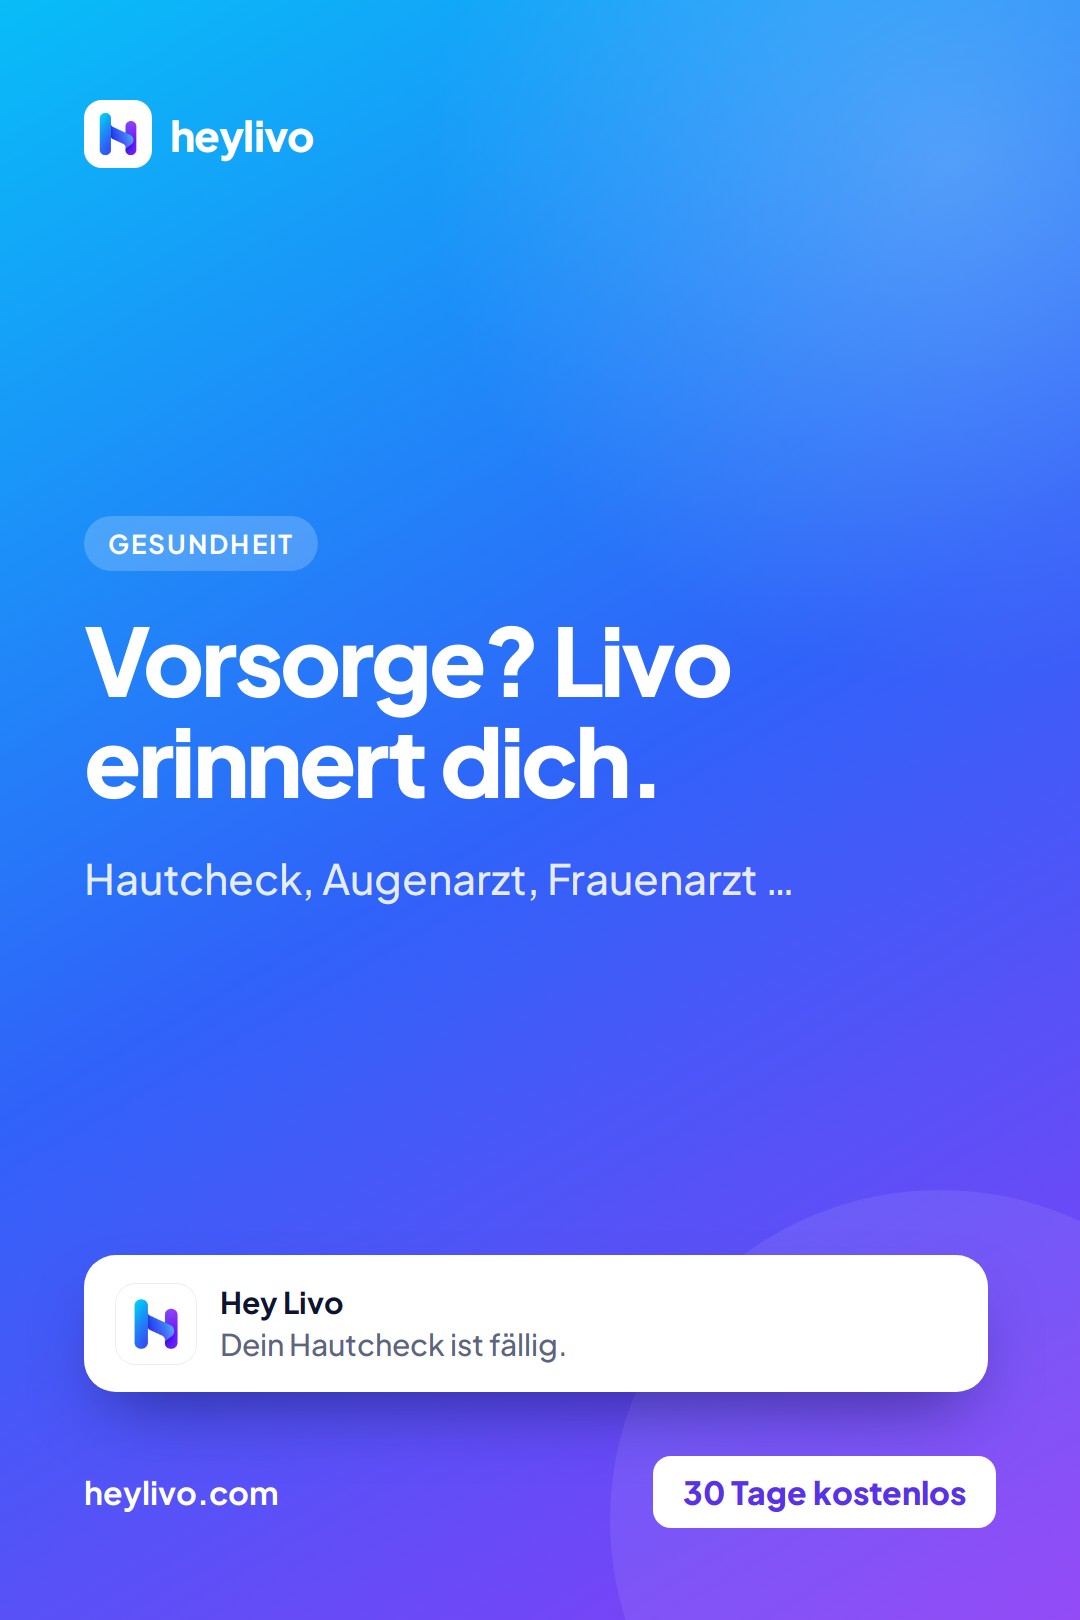 heylivo
GESUNDHEIT
Vorsorge? Livo
erinnert dich.
Hautcheck, Augenarzt, Frauenarzt ...
Hey Livo
Dein Hautcheck ist fällig.
heylivo.com
30 Tage kostenlos